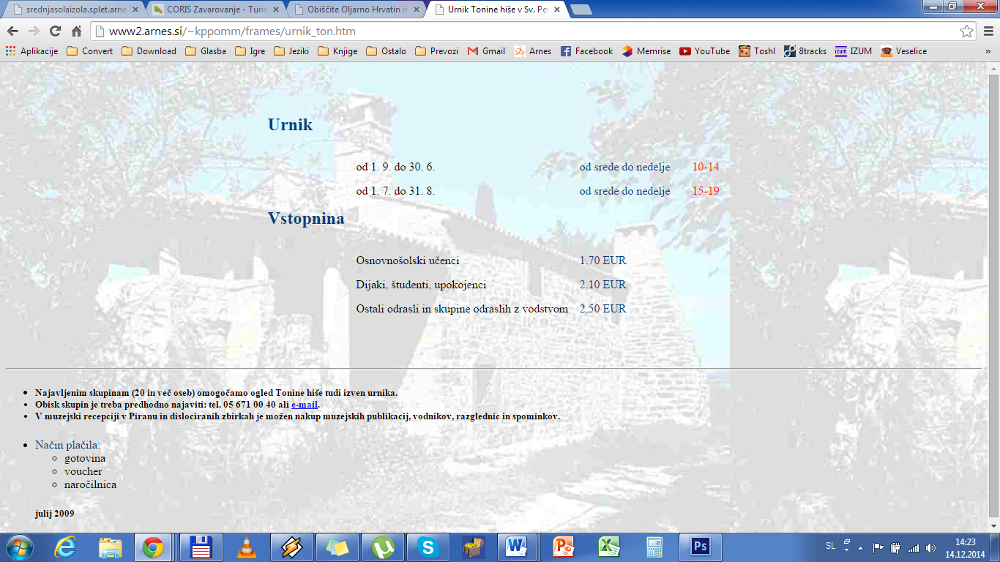 srednjasolaizola.splet.arne
CORIS Zavarovanje - Turis
Obiščite Oljarno Hrvatin in
Urnik Tonine hiše v Sv. Pet
www2.arnes.si/~kppomm/frames/urnik_ton.htm
Aplikacije Convert Download Glasba Igre Jeziki Knjige Ostalo Prevozi Gmail Arnes Facebook Memrise YouTube Toshl 8tracks IZUM Veselice »
Urnik
od 1. 9. do 30. 6. od srede do nedelje 10-14
od 1. 7. do 31. 8. od srede do nedelje 15-19
Vstopnina
Osnovnošolski učenci 1,70 EUR
Dijaki, študenti, upokojenci 2,10 EUR
Ostali odrasli in skupine odraslih z vodstvom 2,50 EUR
Najavljenim skupinam (20 in več oseb) omogočamo ogled Tonine hiše tudi izven urnika.
Obisk skupin je treba predhodno najaviti: tel. 05 671 00 40 ali e-mail.
V muzejski recepciji v Piranu in dislociranih zbirkah je možen nakup muzejskih publikacij, vodnikov, razglednic in spominkov.
Način plačila:
gotovina
voucher
naročilnica
julij 2009
SL
14:23
14.12.2014